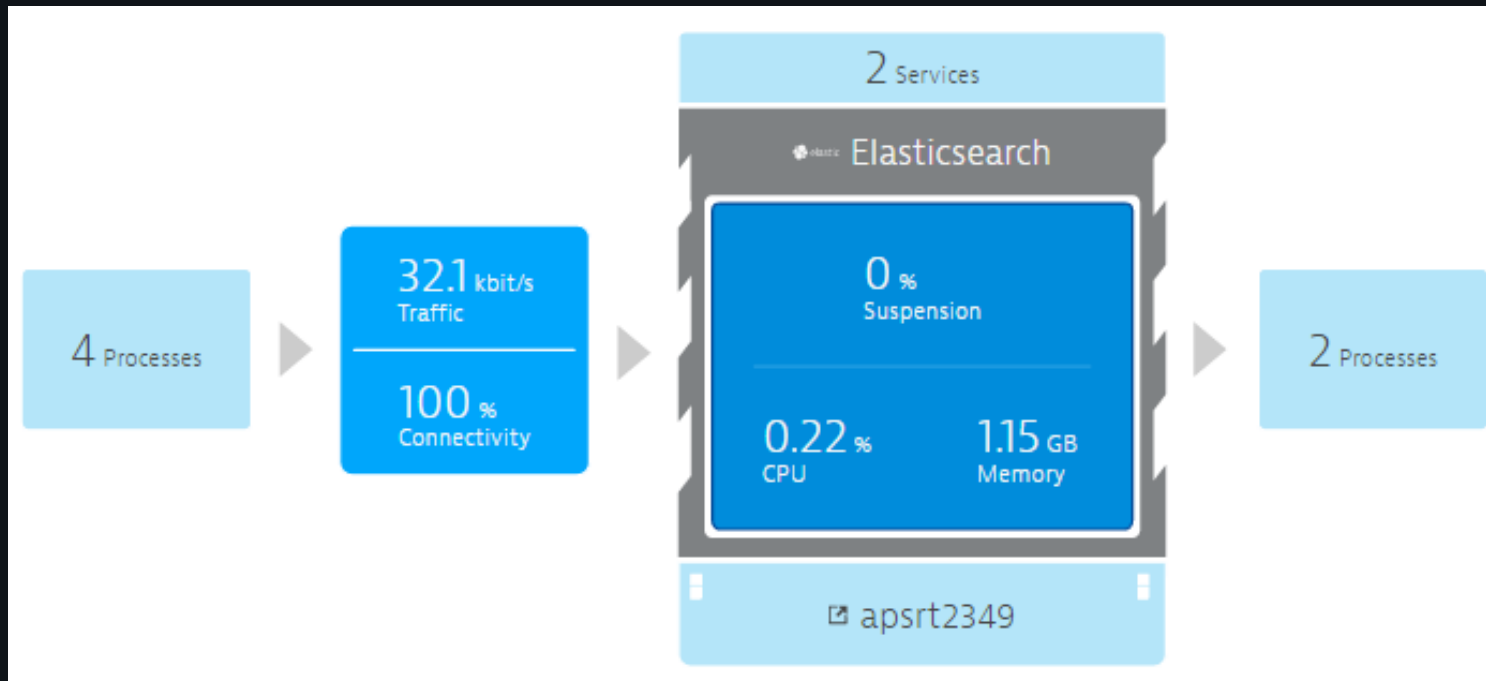 2 Services
elastic Elasticsearch
4 Processes
32.1 kbit/s
Traffic
100 %
Connectivity
0 %
Suspension
0.22 %
CPU
1.15 GB
Memory
2 Processes
apsrt2349